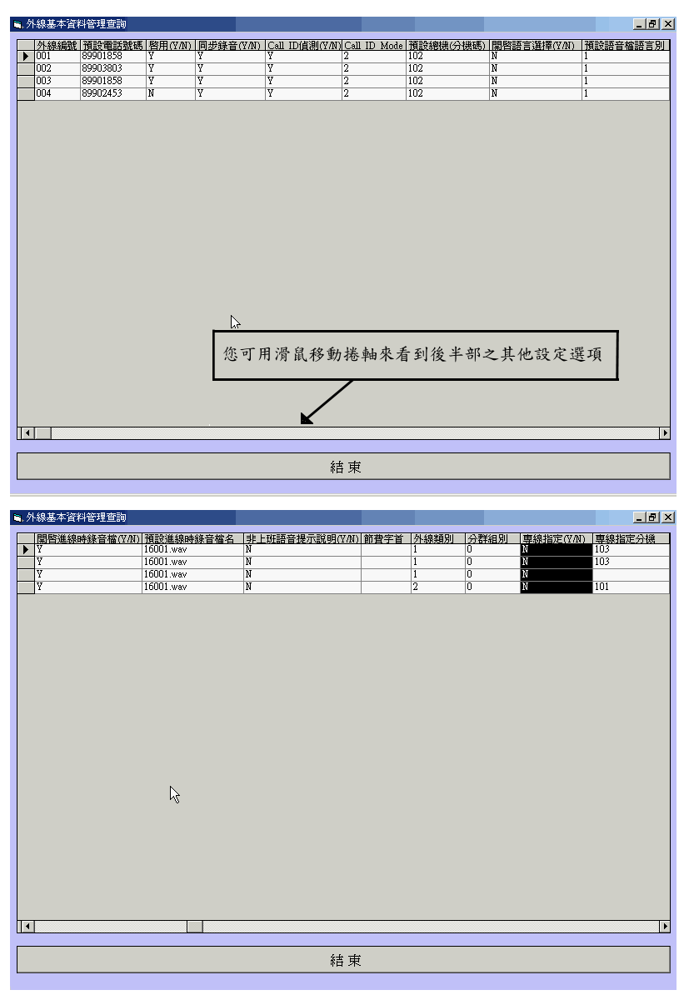 外線基本資料管理查詢
外線編號 預設電話號碼 啓用(Y/N) 同步錄音(Y/N) Call ID偵測(Y/N) Call ID Mode 預設總機(分機碼) 開啓語言選擇(Y/N) 預設語音檔語言別
001 89901858 Y Y Y 2 102 N 1
002 89903803 Y Y Y 2 102 N 1
003 89901858 Y Y Y 2 102 N 1
004 89902453 N Y Y 2 102 N 1
您可用滑鼠移動捲軸來看到後半部之其他設定選項
結束
外線基本資料管理查詢
開啓進線時錄音檔(Y/N) 預設進線時錄音檔名 非上班語音提示說明(Y/N) 節費字首 外線類別 分群組別 專線指定(Y/N) 專線指定分機
Y 16001.wav N 1 0 N 103
Y 16001.wav N 1 0 N 103
Y 16001.wav N 1 0 N
Y 16001.wav N 2 0 N 101
結束